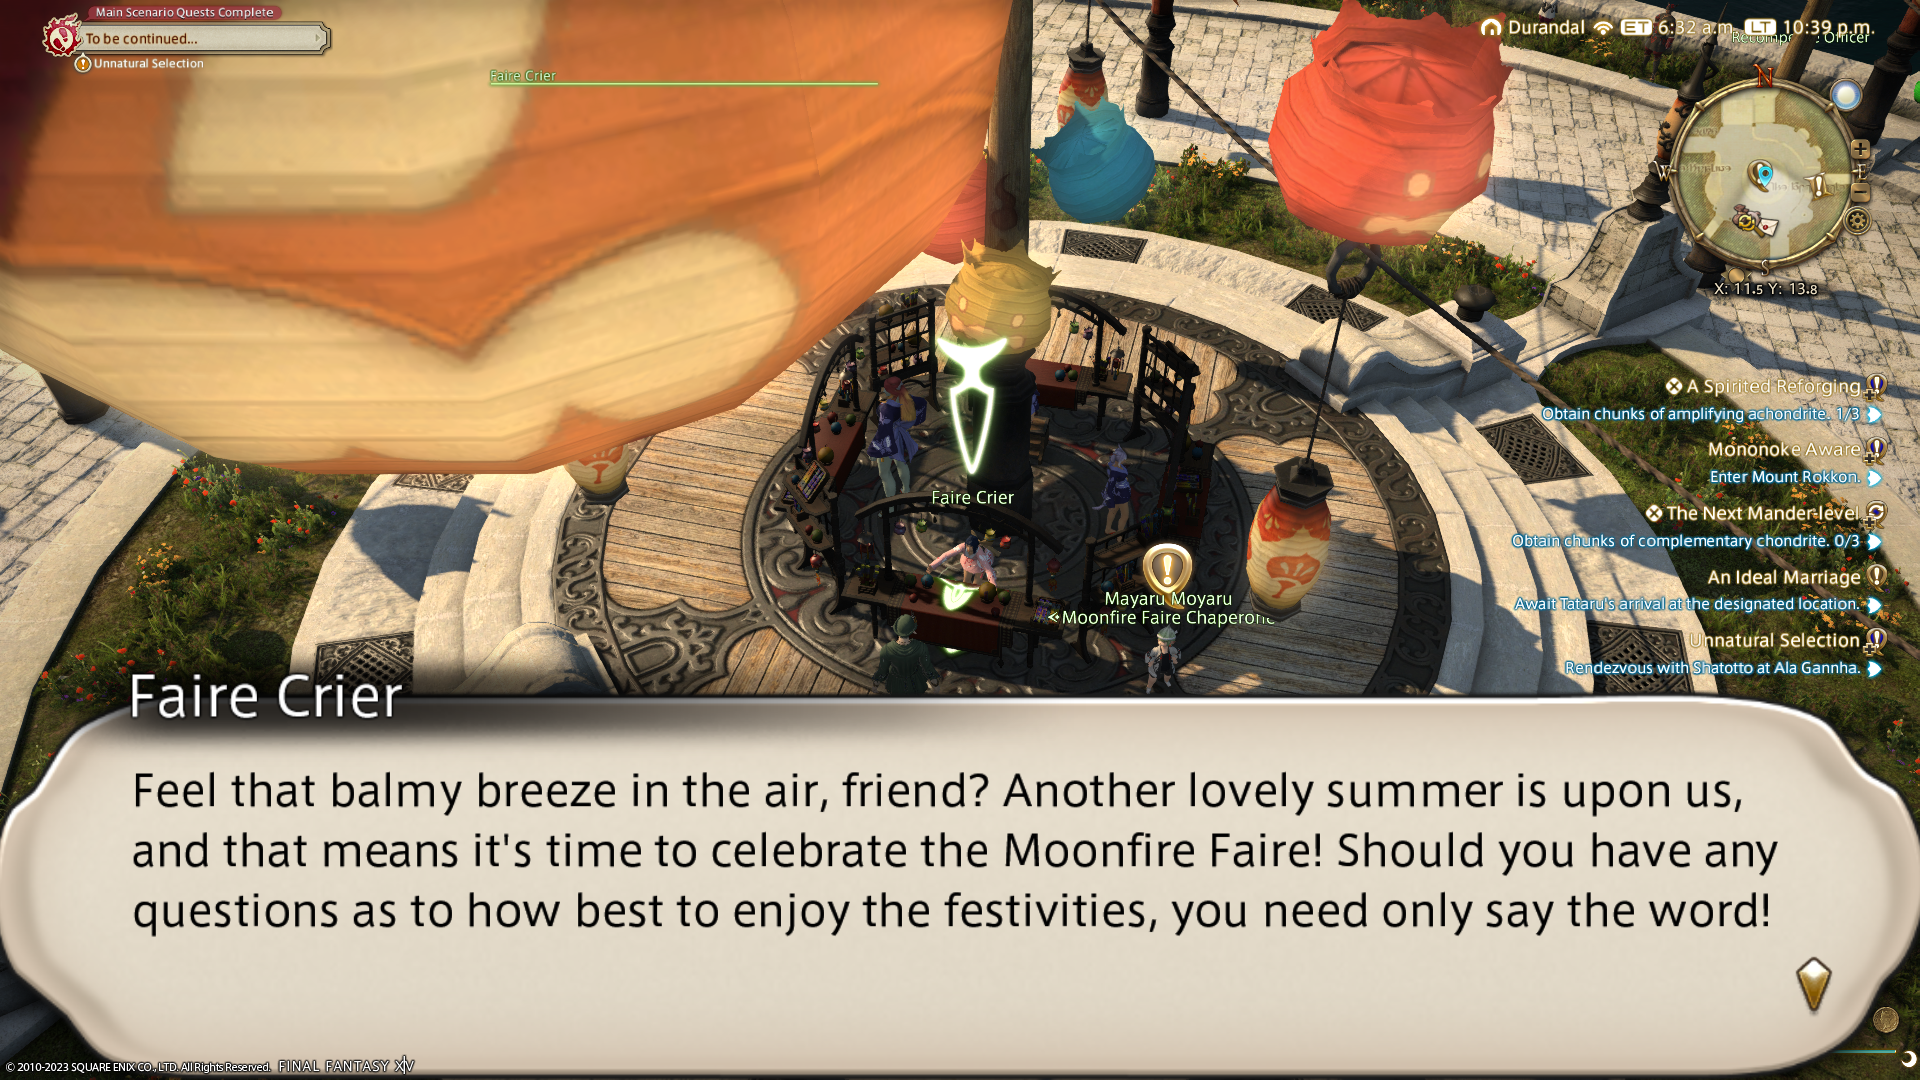 Main Scenario Quests Complete
To be continued...
Unnatural Selection
Faire Crier
Durandal ET 6:32 a.m. LT 10:39 p.m.
Officer
N
W
E
S
X: 11.5 Y: 13.8
A Spirited Reforging
Obtain chunks of amplifying achondrite. 1/3
Mononoke Aware
Enter Mount Rokkon.
The Next Mander-level
Obtain chunks of complementary chondrite. 0/3
An Ideal Marriage
Await Tataru's arrival at the designated location.
Unnatural Selection
Rendezvous with Shatotto at Ala Gannha.
Faire Crier
Mayaru Moyaru
<Moonfire Faire Chaperone
Faire Crier
Feel that balmy breeze in the air, friend? Another lovely summer is upon us,
and that means it's time to celebrate the Moonfire Faire! Should you have any
questions as to how best to enjoy the festivities, you need only say the word!
© 2010-2023 SQUARE ENIX CO., LTD. All Rights Reserved. FINAL FANTASY XIV